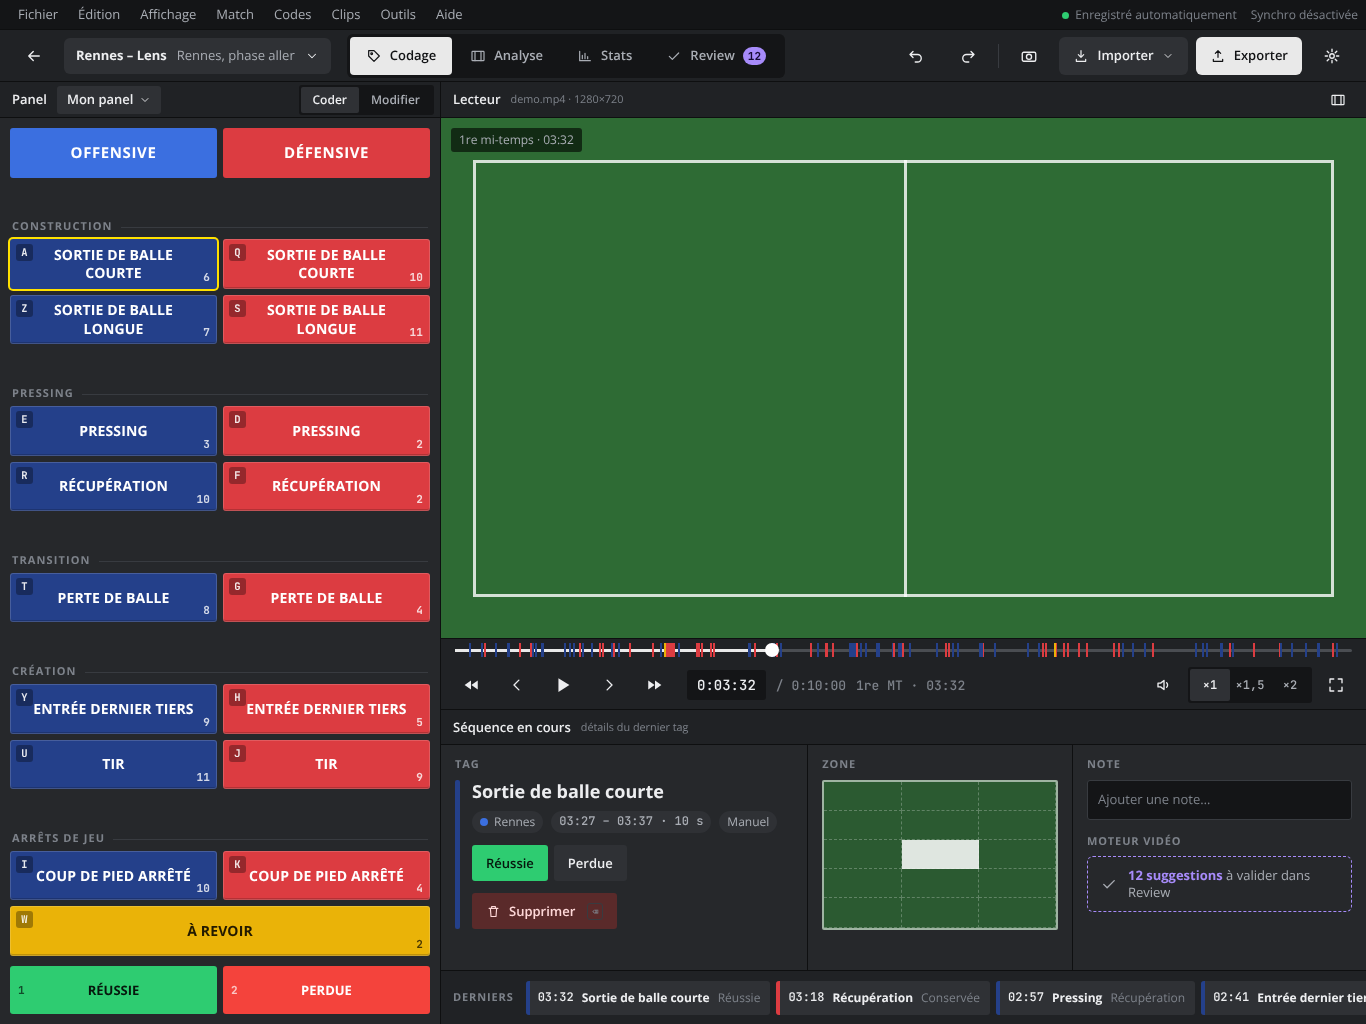 Fichier Édition Affichage Match Codes Clips Outils Aide Enregistré automatiquement Synchro désactivée
Rennes – Lens Rennes, phase aller Codage Analyse Stats Review 12 Importer Exporter
Panel Mon panel Coder Modifier
Lecteur demo.mp4 · 1280×720
OFFENSIVE DÉFENSIVE
CONSTRUCTION
A SORTIE DE BALLE COURTE 6
Q SORTIE DE BALLE COURTE 10
Z SORTIE DE BALLE LONGUE 7
S SORTIE DE BALLE LONGUE 11
PRESSING
E PRESSING 3
D PRESSING 2
R RÉCUPÉRATION 10
F RÉCUPÉRATION 2
TRANSITION
T PERTE DE BALLE 8
G PERTE DE BALLE 4
CRÉATION
Y ENTRÉE DERNIER TIERS 9
H ENTRÉE DERNIER TIERS 5
U TIR 11
J TIR 9
ARRÊTS DE JEU
I COUP DE PIED ARRÊTÉ 10
K COUP DE PIED ARRÊTÉ 4
W À REVOIR 2
1 RÉUSSIE
2 PERDUE
1re mi-temps · 03:32
0:03:32 / 0:10:00 1re MT · 03:32 ×1 ×1,5 ×2
Séquence en cours détails du dernier tag
TAG
Sortie de balle courte
Rennes 03:27 – 03:37 · 10 s Manuel
Réussie Perdue
Supprimer
ZONE
NOTE
Ajouter une note...
MOTEUR VIDÉO
12 suggestions à valider dans
Review
DERNIERS 03:32 Sortie de balle courte Réussie 03:18 Récupération Conservée 02:57 Pressing Récupération 02:41 Entrée dernier